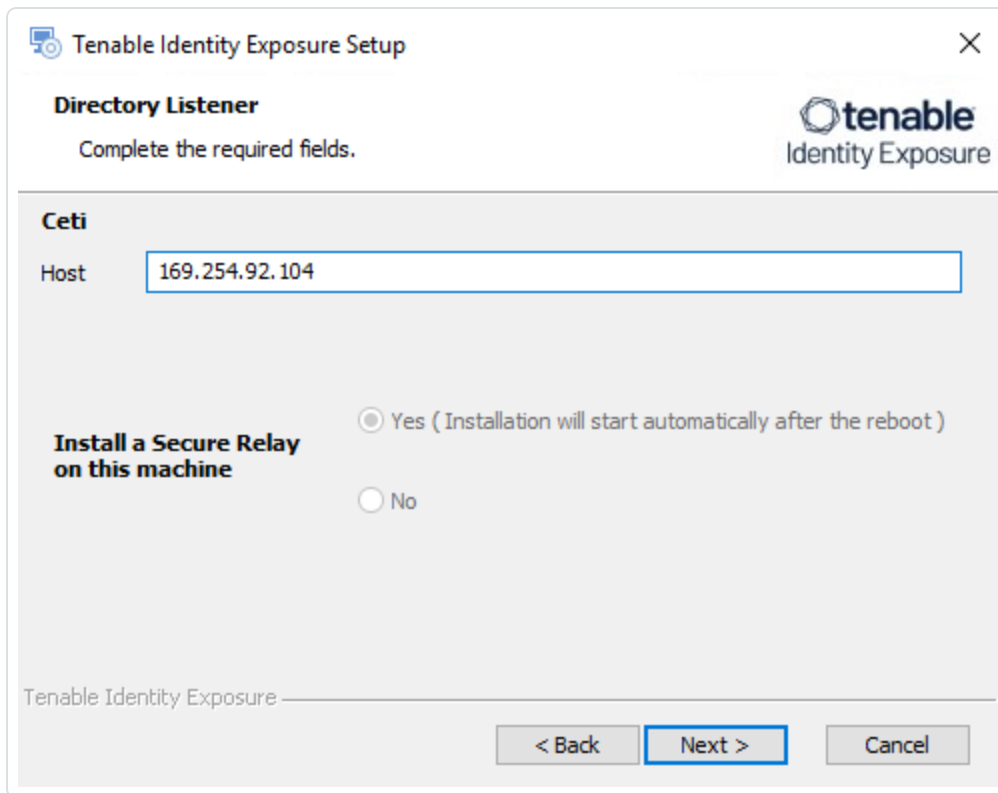 Tenable Identity Exposure Setup
Directory Listener
Complete the required fields.
tenable
Identity Exposure
Ceti
Host
169.254.92.104
Install a Secure Relay
on this machine
Yes ( Installation will start automatically after the reboot )
No
Tenable Identity Exposure
< Back
Next >
Cancel